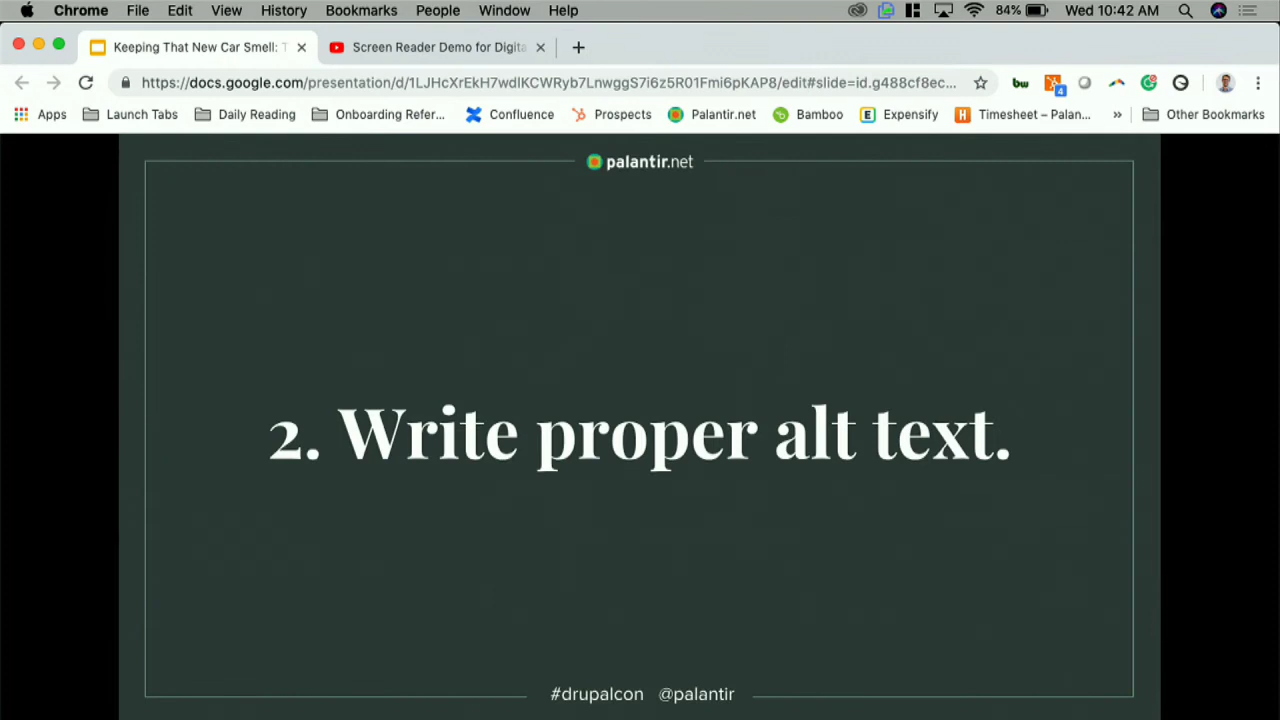 Chrome File Edit View History Bookmarks People Window Help 84% Wed 10:42 AM
Keeping That New Car Smell: T Screen Reader Demo for Digita
https://docs.google.com/presentation/d/1LJHcXrEkH7wdlKCWRyb7LnwggS7i6z5R01Fmi6pKAP8/edit#slide=id.g488cf8ec... bw 4
Apps Launch Tabs Daily Reading Onboarding Refer... Confluence Prospects Palantir.net Bamboo E Expensify H Timesheet – Palan... » Other Bookmarks
palantir.net
2. Write proper alt text.
#drupalcon @palantir